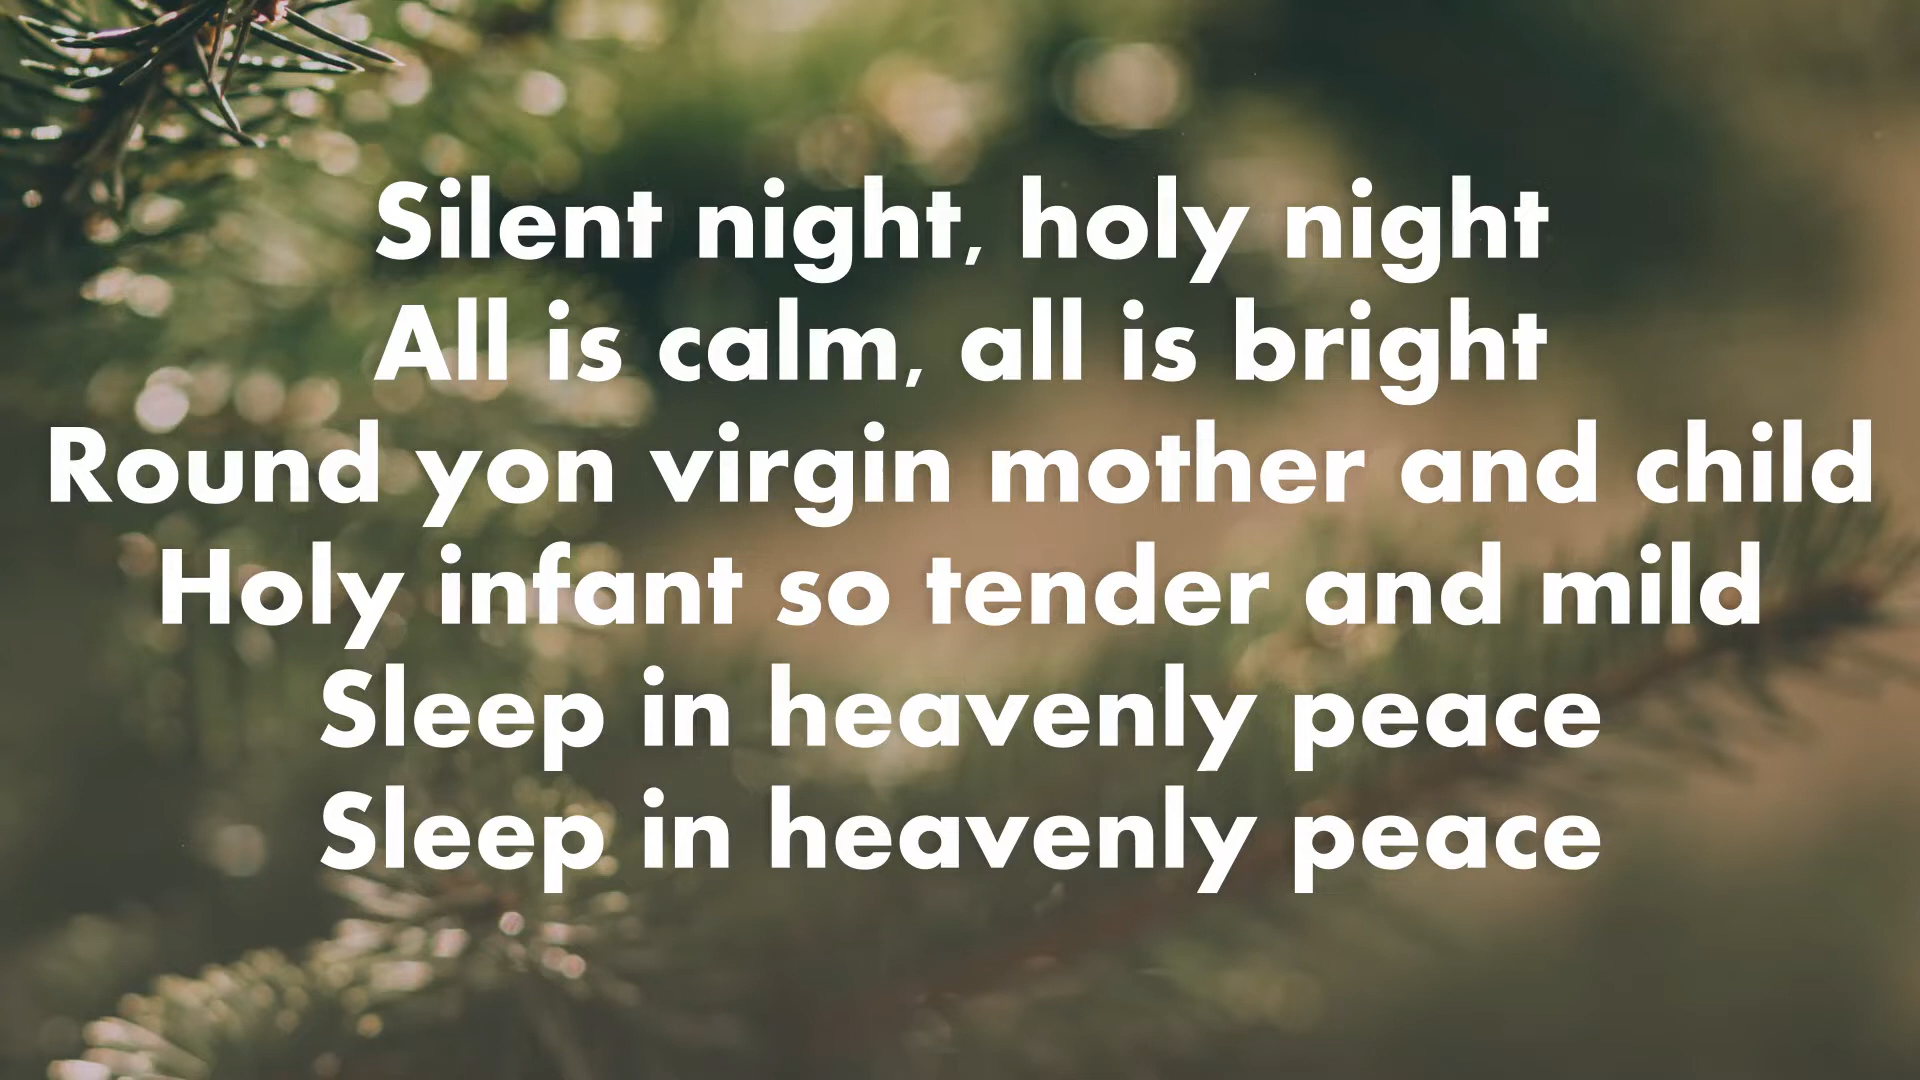 Silent night, holy night
All is calm, all is bright
Round yon virgin mother and child
Holy infant so tender and mild
Sleep in heavenly peace
Sleep in heavenly peace